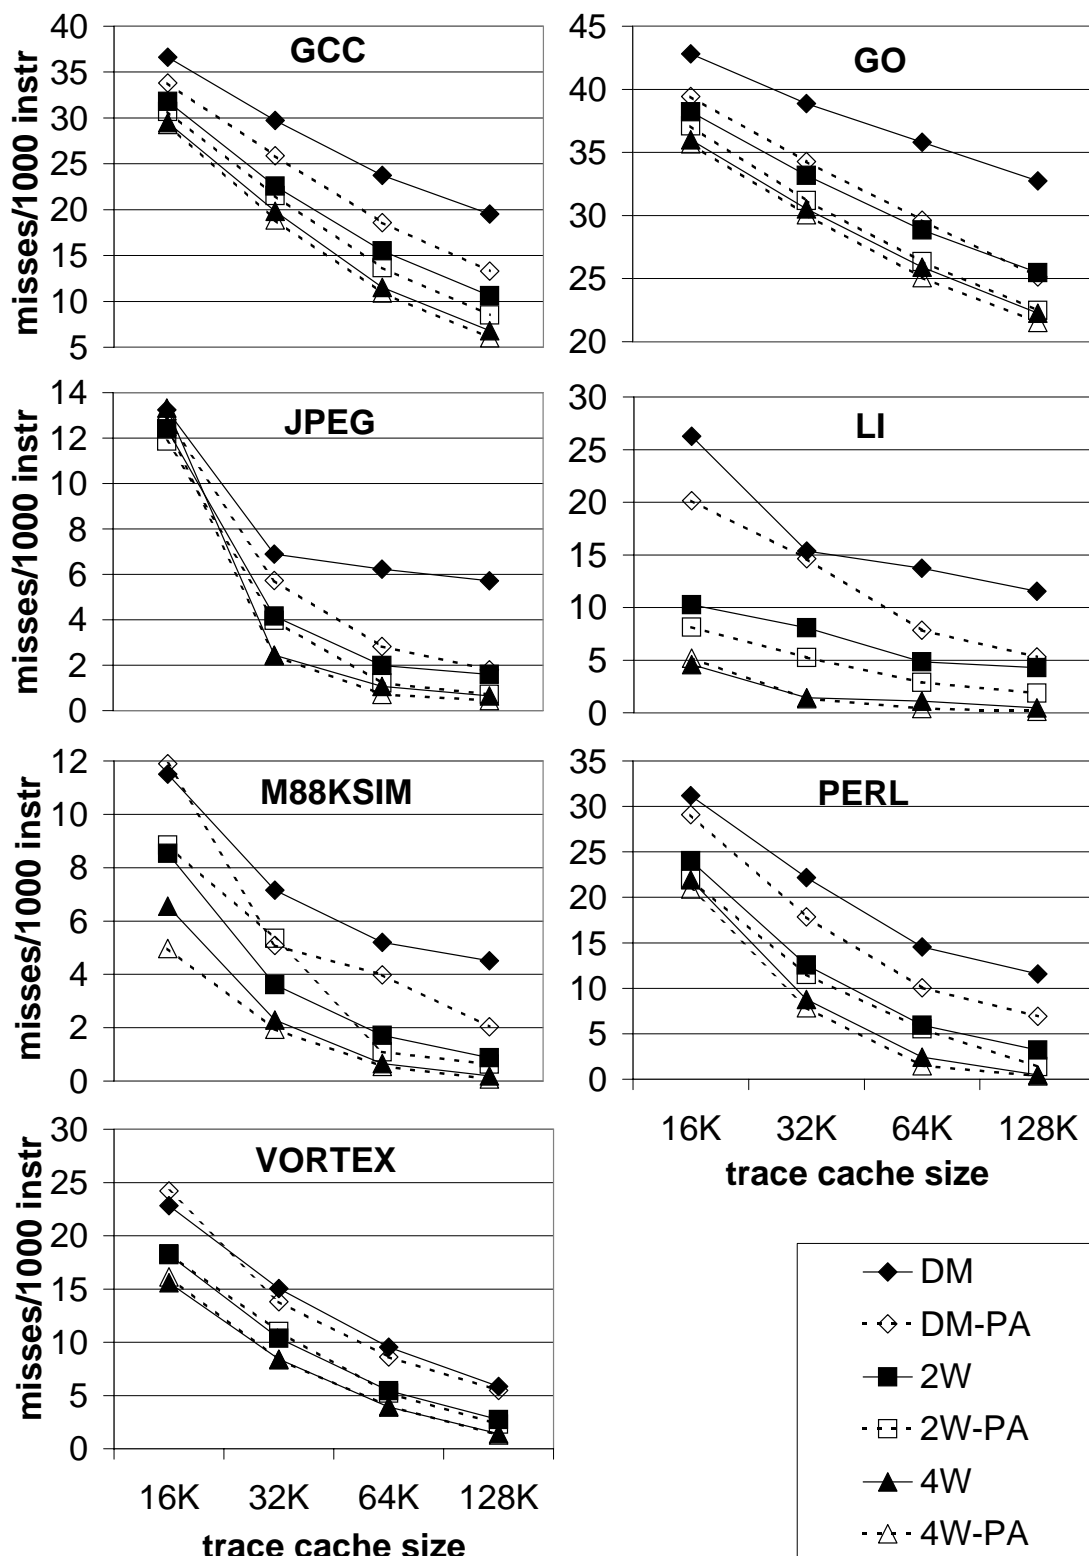 GCC
misses/1000 instr
40
35
30
25
20
15
10
5
GO
45
40
35
30
25
20
JPEG
misses/1000 instr
14
12
10
8
6
4
2
0
LI
30
25
20
15
10
5
0
M88KSIM
misses/1000 instr
12
10
8
6
4
2
0
PERL
35
30
25
20
15
10
5
0
16K 32K 64K 128K
trace cache size
VORTEX
misses/1000 instr
30
25
20
15
10
5
0
16K 32K 64K 128K
trace cache size
DM
DM-PA
2W
2W-PA
4W
4W-PA